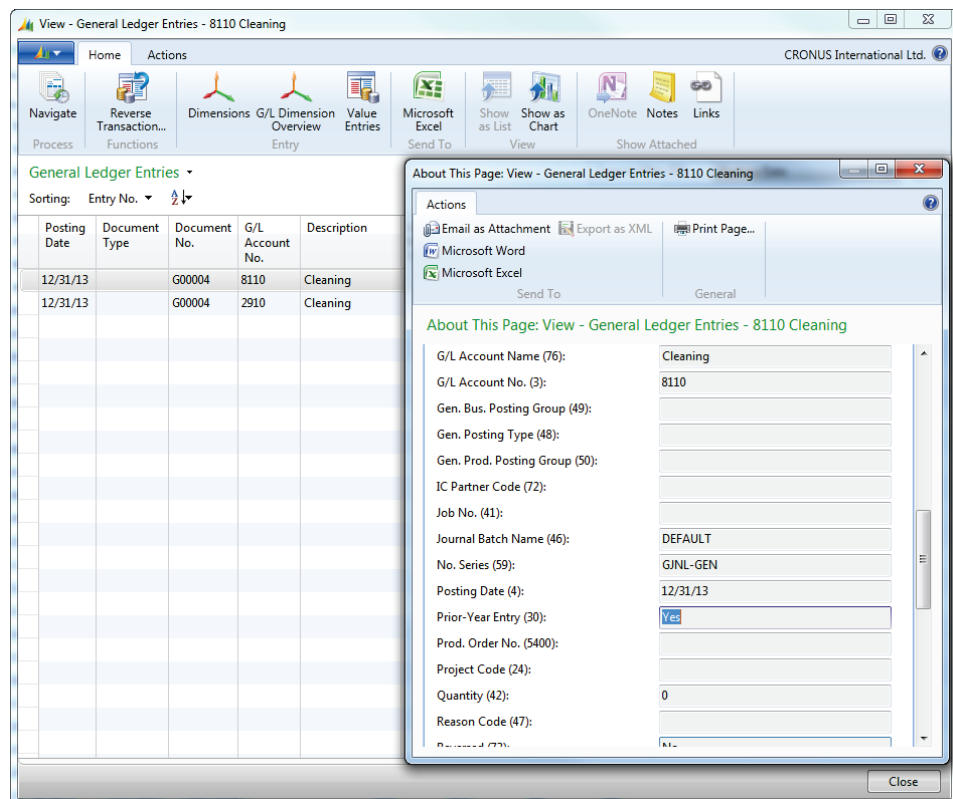 View - General Ledger Entries - 8110 Cleaning
Home Actions CRONUS International Ltd.
Navigate
Process
Reverse
Transaction...
Functions
Dimensions G/L Dimension Value
Overview Entries
Entry
Microsoft
Excel
Send To
Show Show as
as List Chart
View
OneNote Notes Links
Show Attached
General Ledger Entries
Sorting: Entry No.
Posting Document Document G/L Description
Date Type No. Account
No.
12/31/13 G00004 8110 Cleaning
12/31/13 G00004 2910 Cleaning
About This Page: View - General Ledger Entries - 8110 Cleaning
Actions
Email as Attachment Export as XML Print Page...
Microsoft Word
Microsoft Excel
Send To General
About This Page: View - General Ledger Entries - 8110 Cleaning
G/L Account Name (76): Cleaning
G/L Account No. (3): 8110
Gen. Bus. Posting Group (49):
Gen. Posting Type (48):
Gen. Prod. Posting Group (50):
IC Partner Code (72):
Job No. (41):
Journal Batch Name (46): DEFAULT
No. Series (59): GJNL-GEN
Posting Date (4): 12/31/13
Prior-Year Entry (30): Yes
Prod. Order No. (5400):
Project Code (24):
Quantity (42): 0
Reason Code (47):
Reversed (73): No
Close